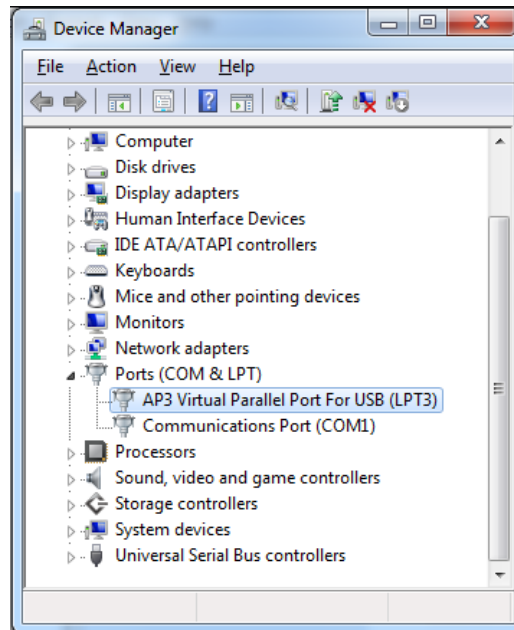 Device Manager
File Action View Help
Computer
Disk drives
Display adapters
Human Interface Devices
IDE ATA/ATAPI controllers
Keyboards
Mice and other pointing devices
Monitors
Network adapters
Ports (COM & LPT)
AP3 Virtual Parallel Port For USB (LPT3)
Communications Port (COM1)
Processors
Sound, video and game controllers
Storage controllers
System devices
Universal Serial Bus controllers